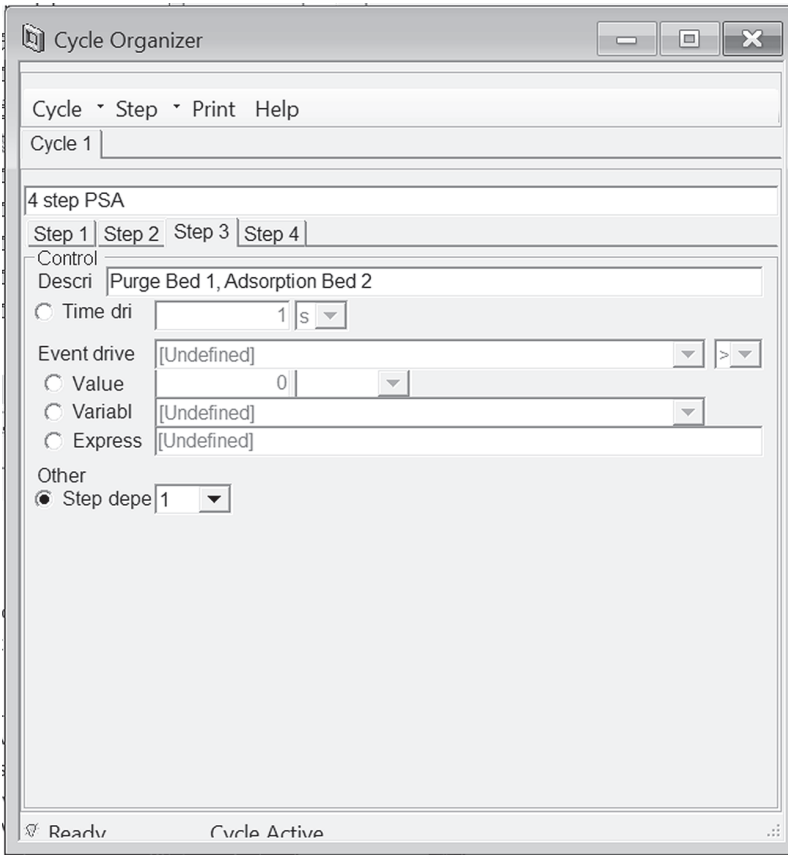 Cycle Organizer
Cycle Step Print Help
Cycle 1
4 step PSA
Step 1 Step 2 Step 3 Step 4
Control
Descri Purge Bed 1, Adsorption Bed 2
Time dri 1 s
Event drive [Undefined] >
Value 0
Variabl [Undefined]
Express [Undefined]
Other
Step depe 1
Ready Cycle Active